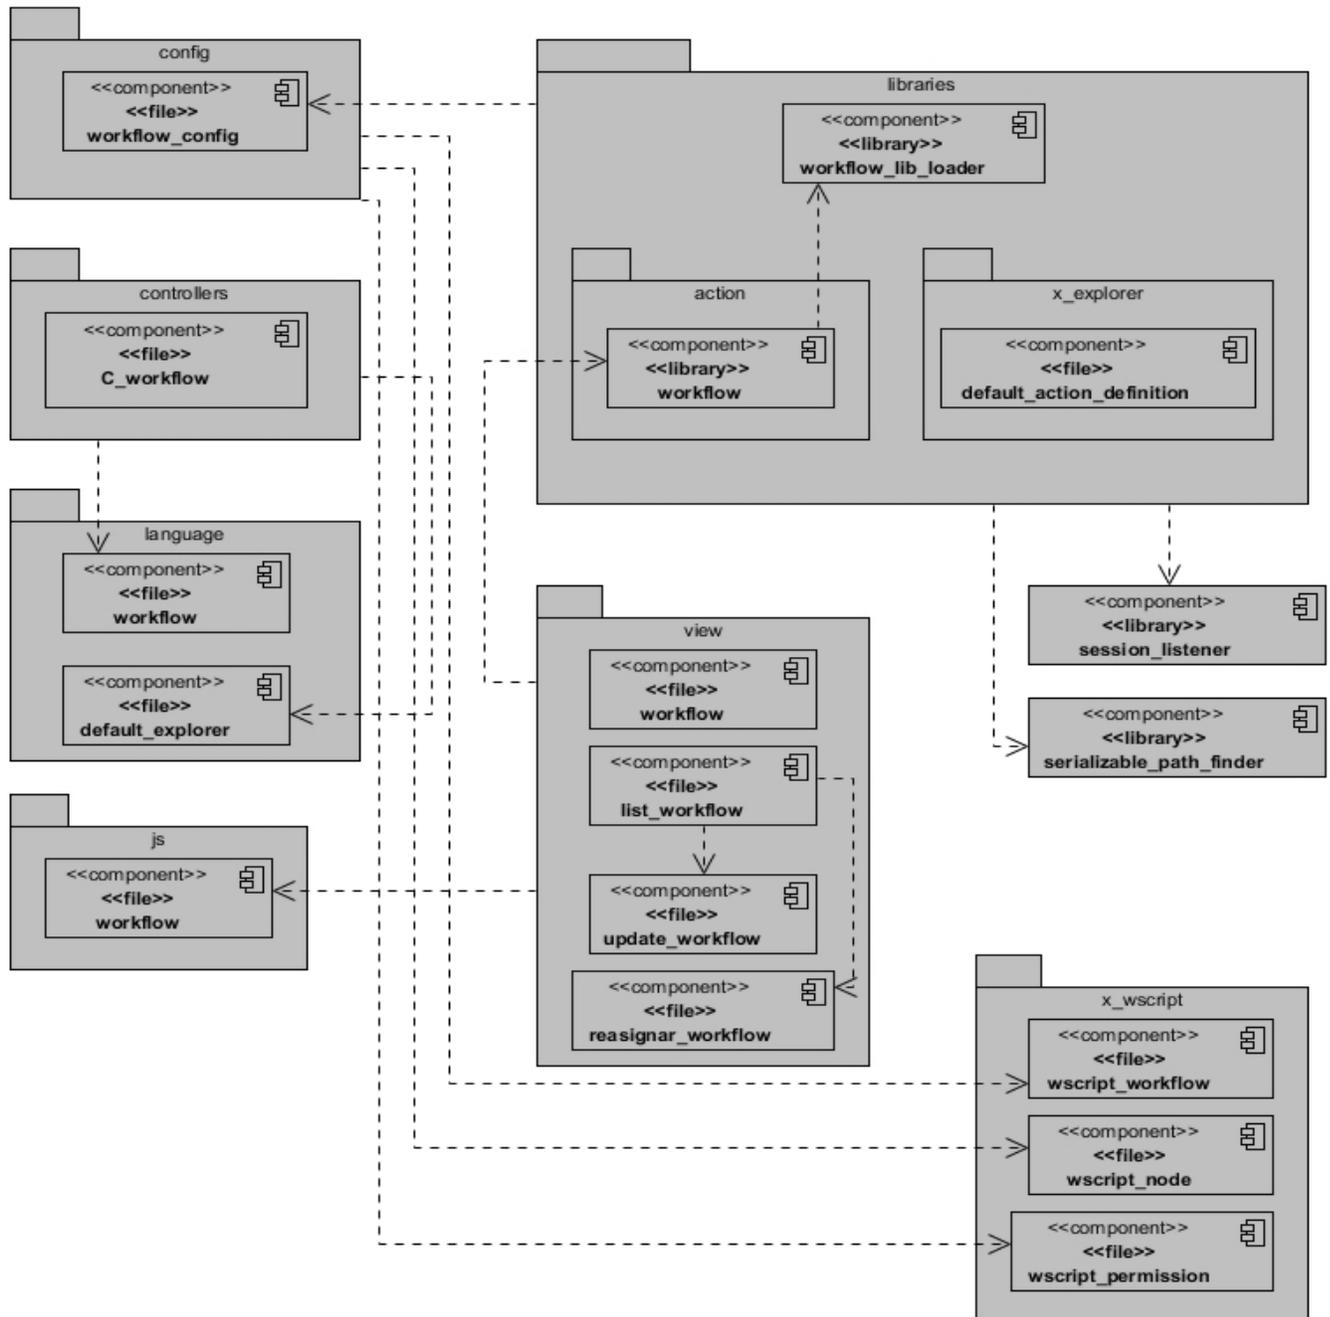 config
<<component>>
<<file>>
workflow_config
libraries
<<component>>
<<library>>
workflow_lib_loader
controllers
<<component>>
<<file>>
C_workflow
action
<<component>>
<<library>>
workflow
x_explorer
<<component>>
<<file>>
default_action_definition
language
<<component>>
<<file>>
workflow
<<component>>
<<file>>
default_explorer
view
<<component>>
<<file>>
workflow
<<component>>
<<file>>
list_workflow
<<component>>
<<file>>
update_workflow
<<component>>
<<file>>
reasignar_workflow
<<component>>
<<library>>
session_listener
<<component>>
<<library>>
serializable_path_finder
js
<<component>>
<<file>>
workflow
x_wscript
<<component>>
<<file>>
wscript_workflow
<<component>>
<<file>>
wscript_node
<<component>>
<<file>>
wscript_permission